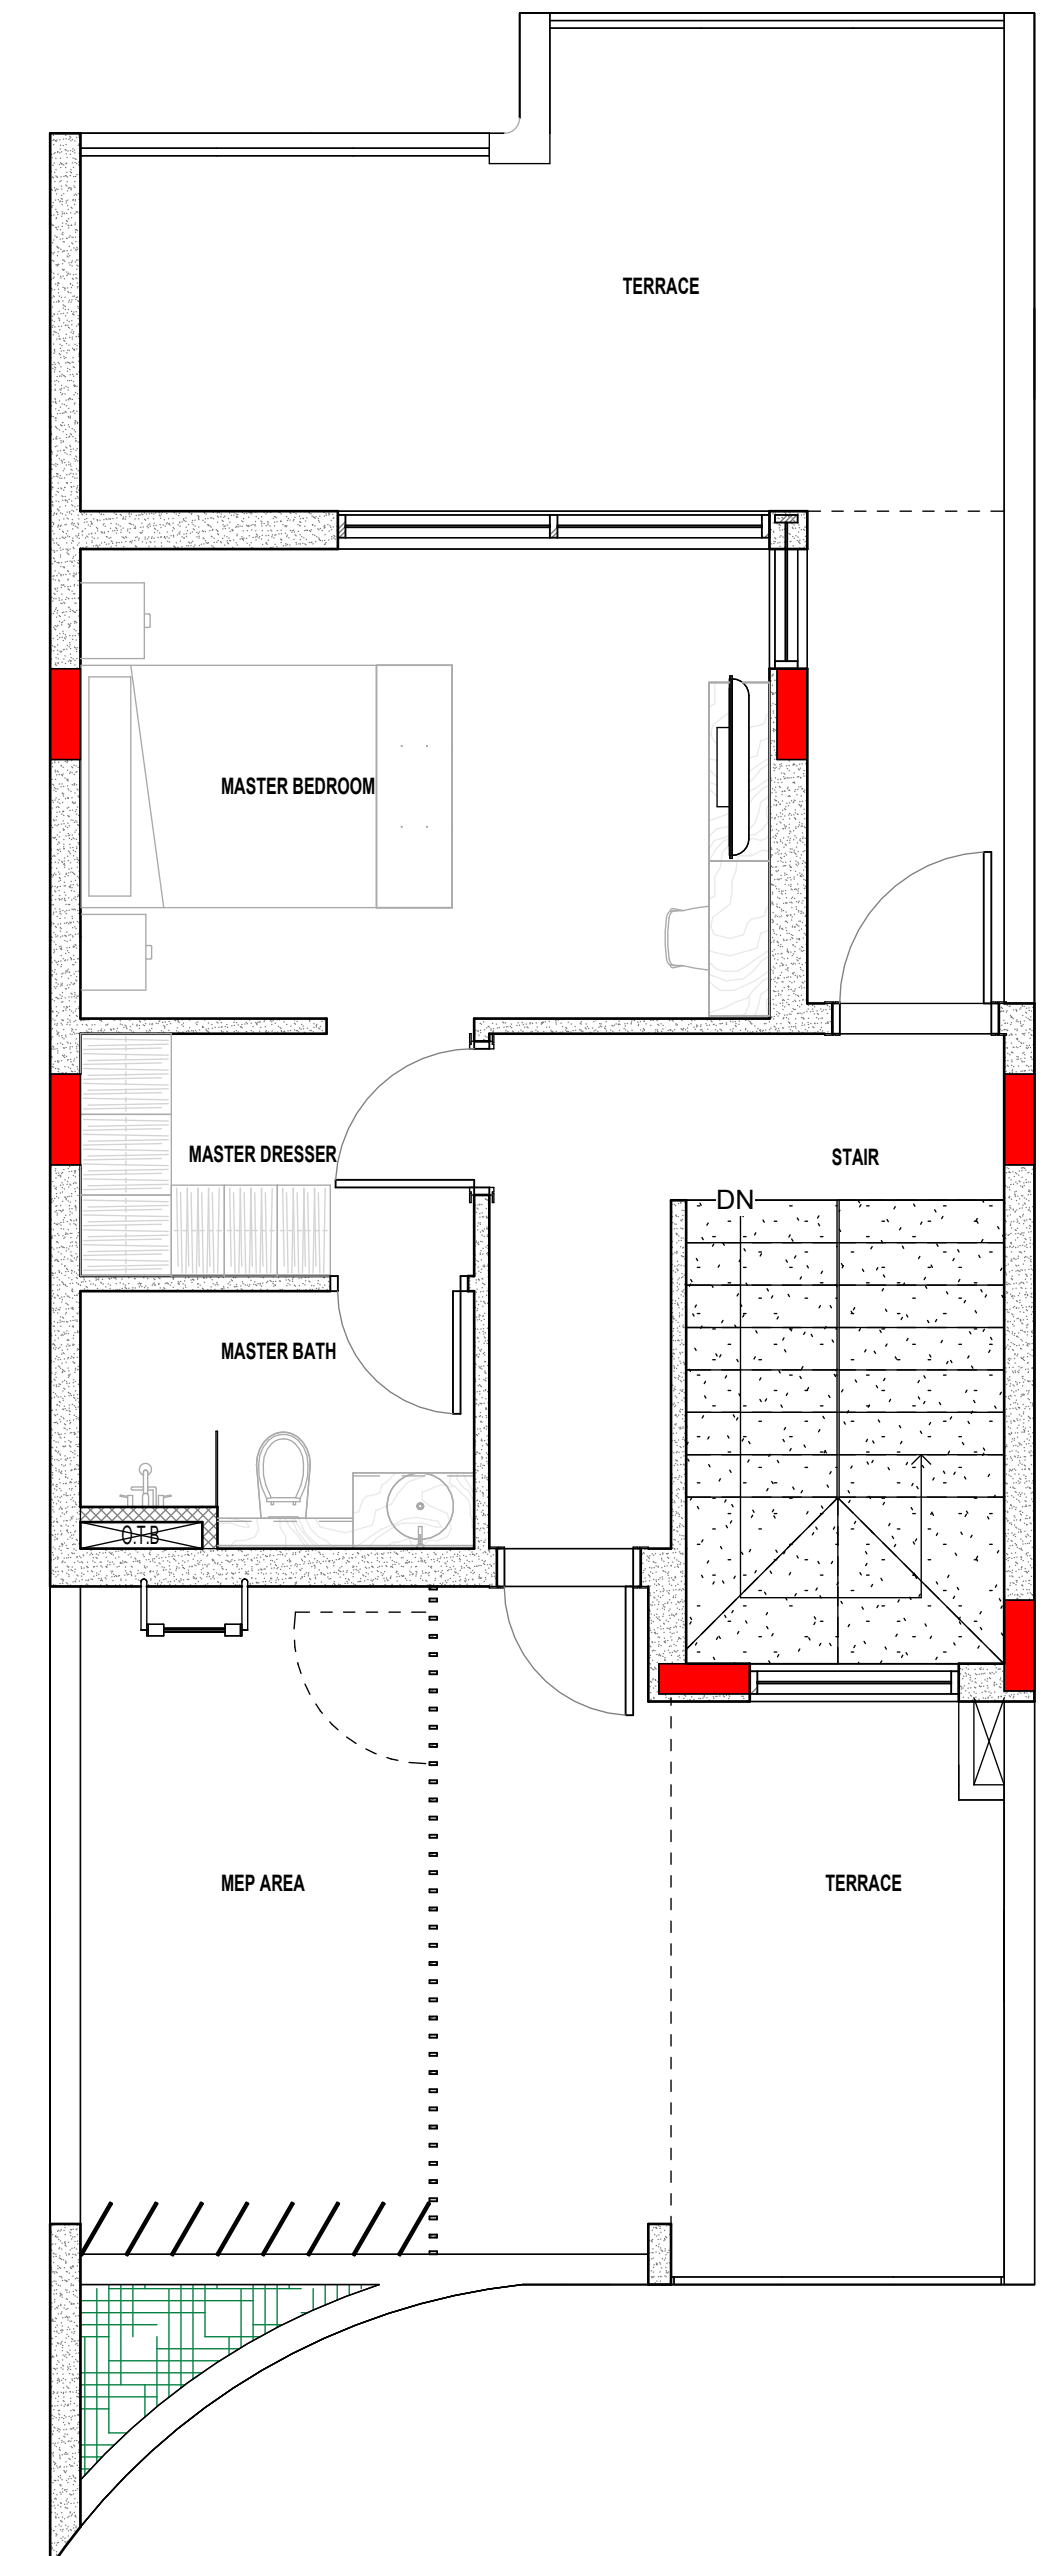 TERRACE
MASTER BEDROOM
MASTER DRESSER
STAIR
DN
MASTER BATH
O.T.B
MEP AREA
TERRACE